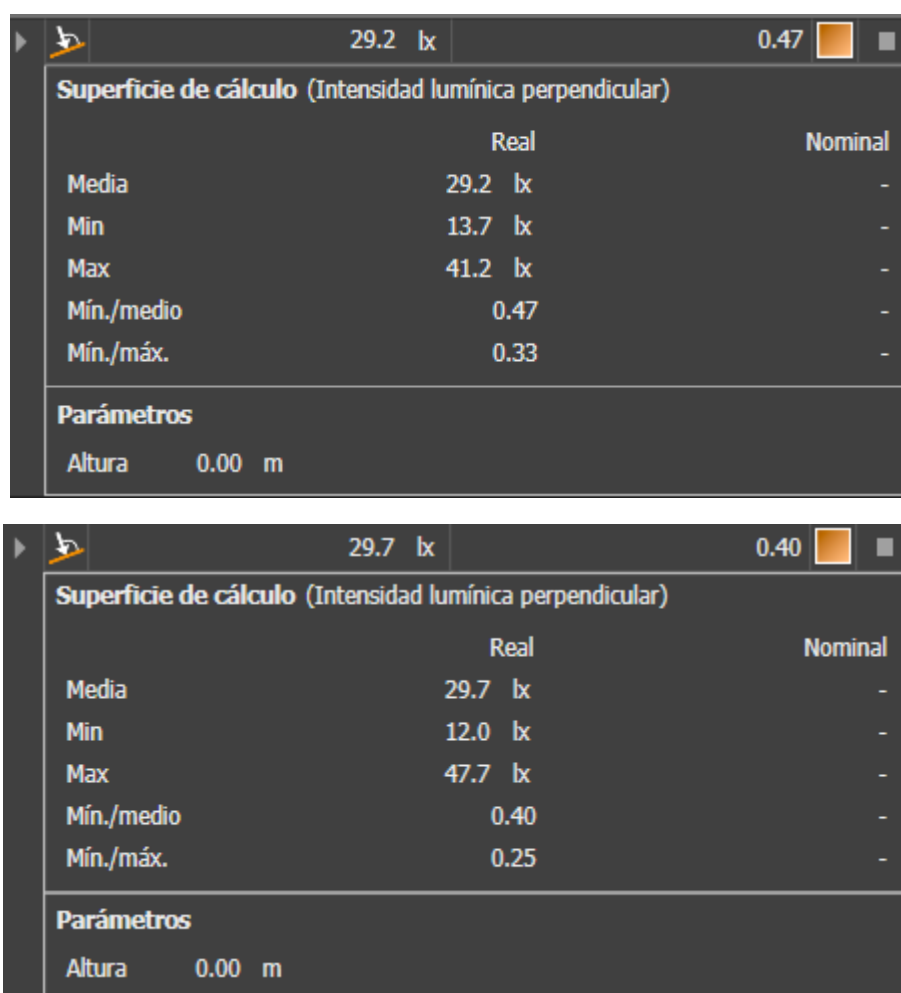 29.2 lx 0.47
Superficie de cálculo (Intensidad lumínica perpendicular)
Real Nominal
Media 29.2 lx -
Min 13.7 lx -
Max 41.2 lx -
Mín./medio 0.47 -
Mín./máx. 0.33 -
Parámetros
Altura 0.00 m
29.7 lx 0.40
Superficie de cálculo (Intensidad lumínica perpendicular)
Real Nominal
Media 29.7 lx -
Min 12.0 lx -
Max 47.7 lx -
Mín./medio 0.40 -
Mín./máx. 0.25 -
Parámetros
Altura 0.00 m